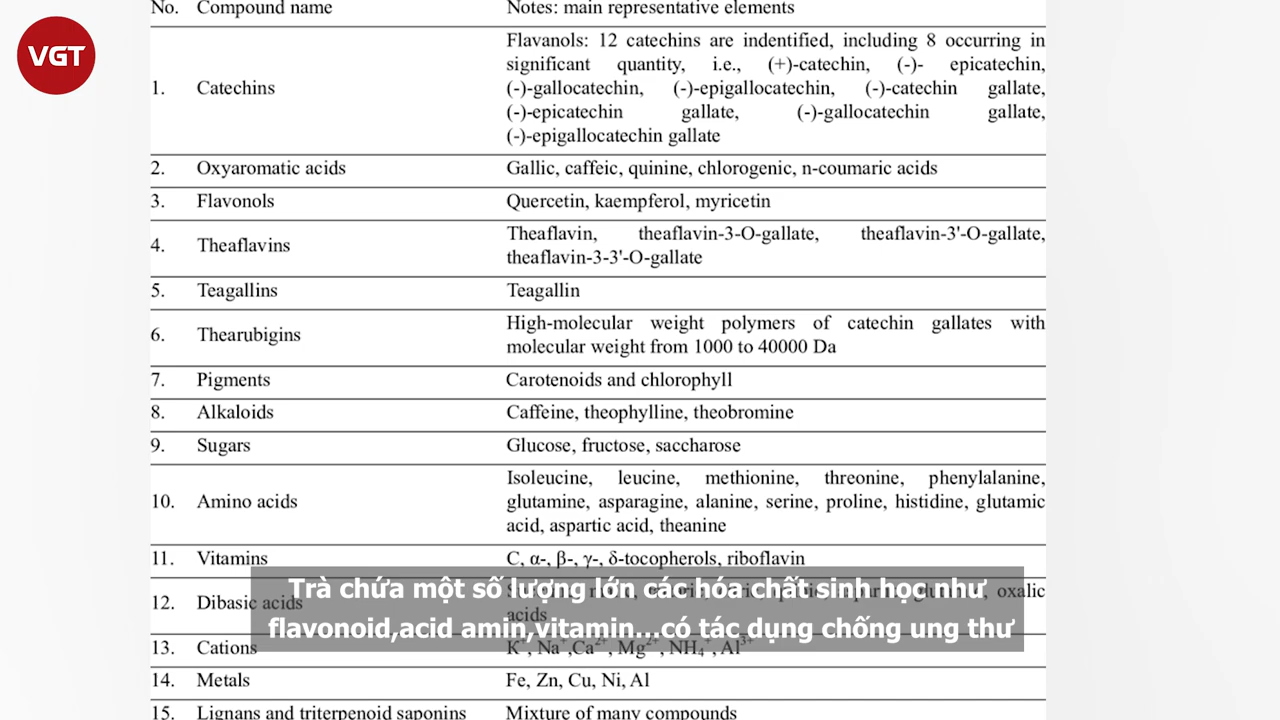 VGT
No. Compound name Notes: main representative elements
Flavanols: 12 catechins are indentified, including 8 occurring in
significant quantity, i.e., (+)-catechin, (-)- epicatechin,
1. Catechins (-)-gallocatechin, (-)-epigallocatechin, (-)-catechin gallate,
(-)-epicatechin gallate, (-)-gallocatechin gallate,
(-)-epigallocatechin gallate
2. Oxyaromatic acids Gallic, caffeic, quinine, chlorogenic, n-coumaric acids
3. Flavonols Quercetin, kaempferol, myricetin
4. Theaflavins Theaflavin, theaflavin-3-O-gallate, theaflavin-3'-O-gallate,
theaflavin-3-3'-O-gallate
5. Teagallins Teagallin
6. Thearubigins High-molecular weight polymers of catechin gallates with
molecular weight from 1000 to 40000 Da
7. Pigments Carotenoids and chlorophyll
8. Alkaloids Caffeine, theophylline, theobromine
9. Sugars Glucose, fructose, saccharose
Isoleucine, leucine, methionine, threonine, phenylalanine,
10. Amino acids glutamine, asparagine, alanine, serine, proline, histidine, glutamic
acid, aspartic acid, theanine
11. Vitamins C, α-, β-, γ-, δ-tocopherols, riboflavin
12. Dibasic acids oxalic
acids
13. Cations K⁺, Na⁺,Ca²⁺, Mg²⁺, NH₄⁺, Al³⁺
14. Metals Fe, Zn, Cu, Ni, Al
15. Lignans and triterpenoid saponins Mixture of many compounds
Trà chứa một số lượng lớn các hóa chất sinh học như
flavonoid,acid amin,vitamin...có tác dụng chống ung thư